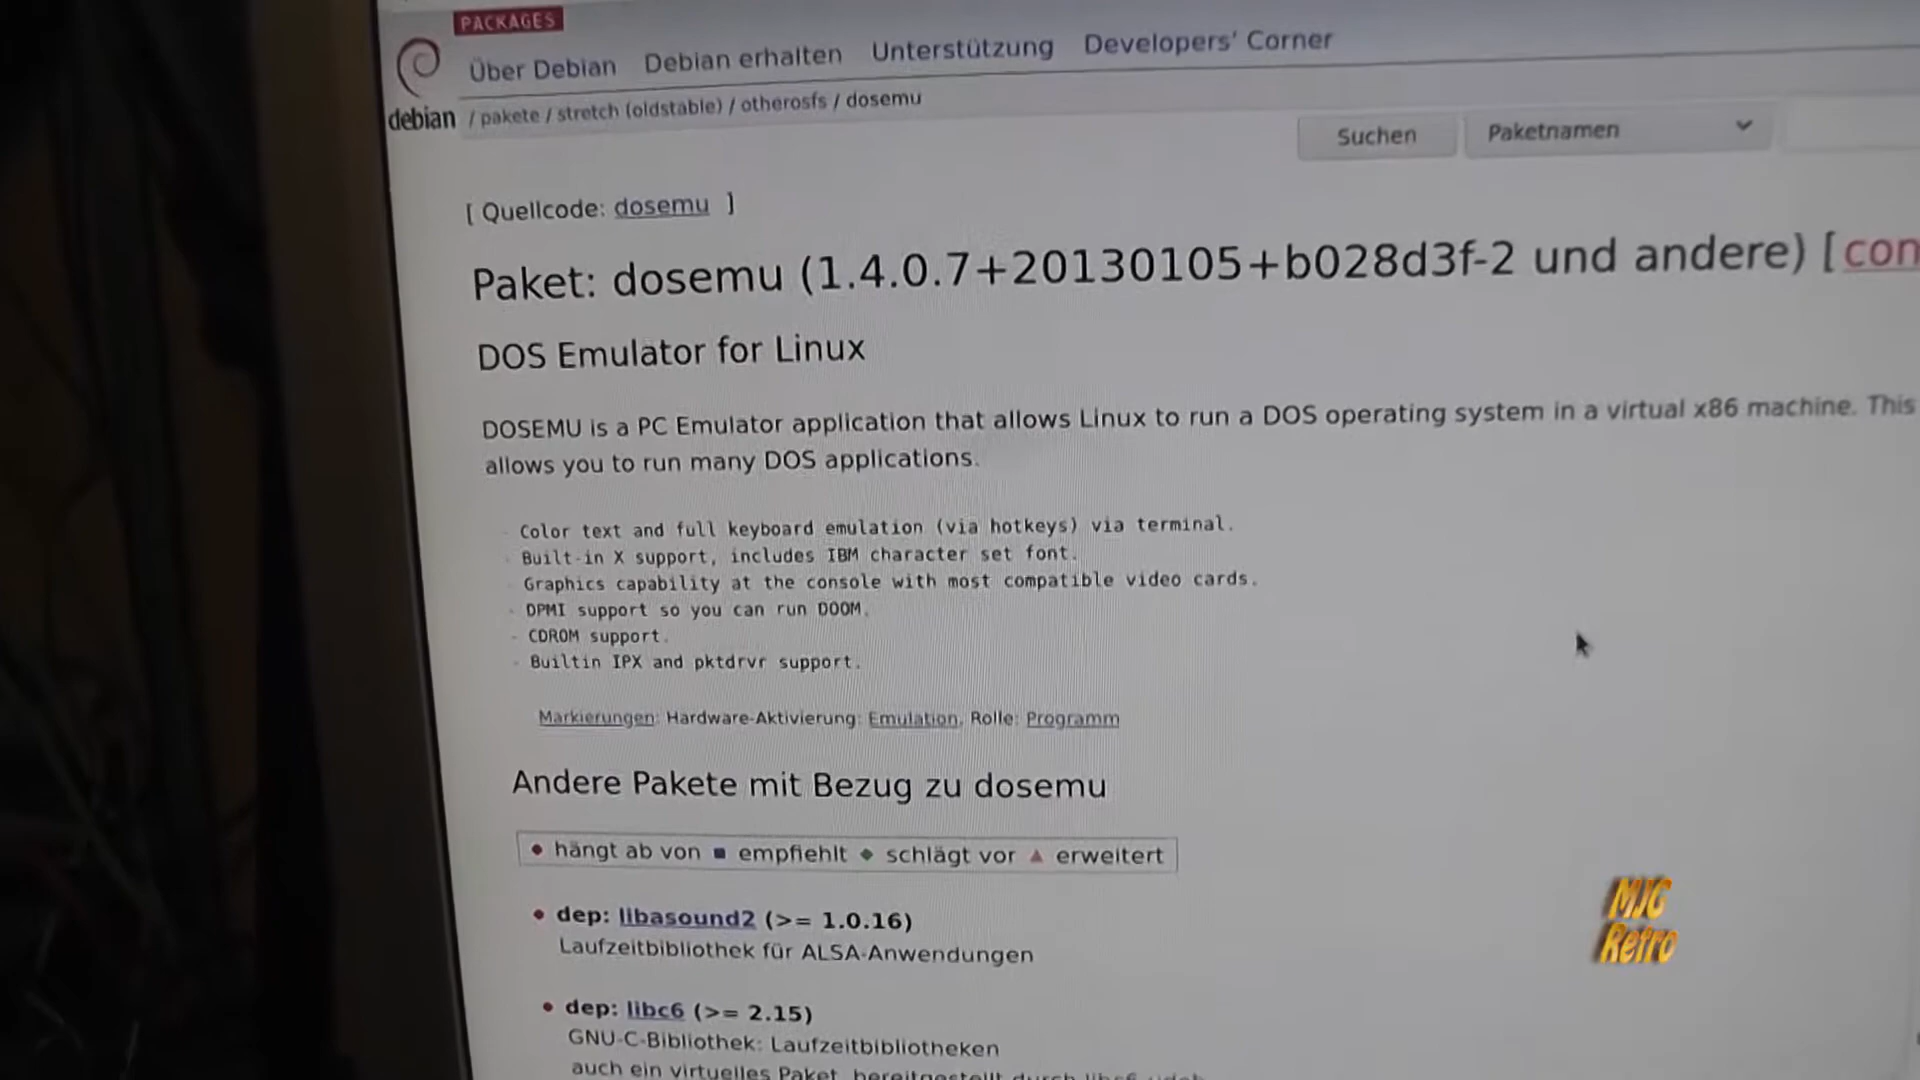 PACKAGES
Über Debian Debian erhalten Unterstützung Developers' Corner
debian / pakete / stretch (oldstable) / otherosfs / dosemu
Suchen Paketnamen
[ Quellcode: dosemu ]
Paket: dosemu (1.4.0.7+20130105+b028d3f-2 und andere) [con
DOS Emulator for Linux
DOSEMU is a PC Emulator application that allows Linux to run a DOS operating system in a virtual x86 machine. This
allows you to run many DOS applications.
- Color text and full keyboard emulation (via hotkeys) via terminal.
- Built-in X support, includes IBM character set font.
- Graphics capability at the console with most compatible video cards.
- DPMI support so you can run DOOM.
- CDROM support.
- Builtin IPX and pktdrvr support.
Markierungen: Hardware-Aktivierung: Emulation, Rolle: Programm
Andere Pakete mit Bezug zu dosemu
hängt ab von empfiehlt schlägt vor erweitert
dep: libasound2 (>= 1.0.16)
Laufzeitbibliothek für ALSA-Anwendungen
dep: libc6 (>= 2.15)
GNU-C-Bibliothek: Laufzeitbibliotheken
auch ein virtuelles Paket, bereitgestellt durch
MJG
Retro